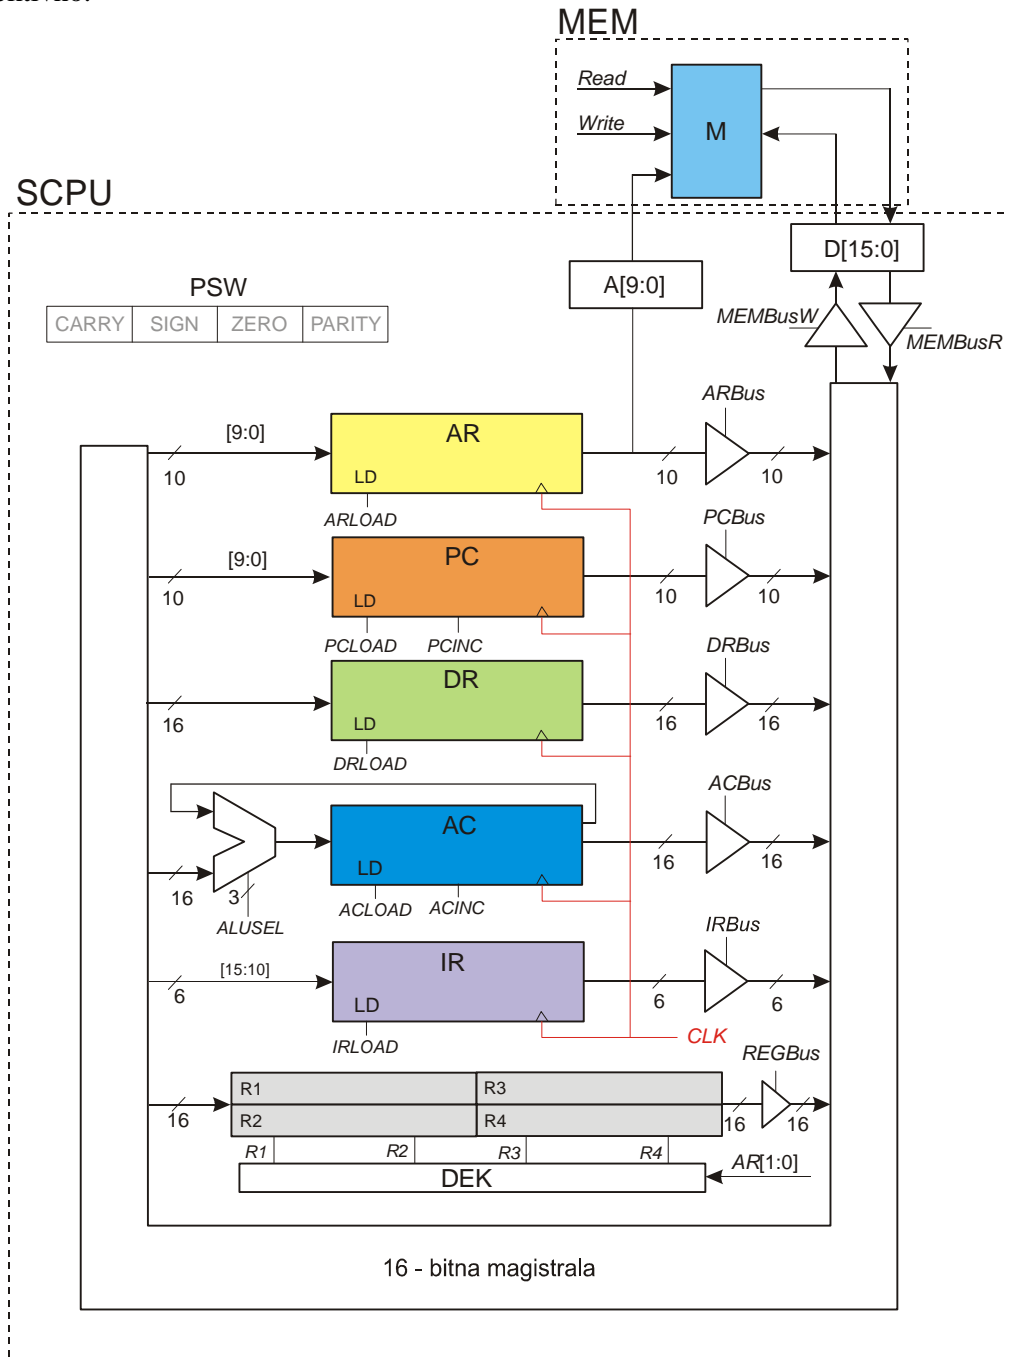 MEM
Read
Write
M
SCPU
D[15:0]
A[9:0]
PSW
CARRY SIGN ZERO PARITY
MEMBusW
MEMBusR
ARBus
[9:0]
AR
10
LD
10
10
ARLOAD
PCBus
[9:0]
PC
10
LD
10
10
PCLOAD
PCINC
DRBus
DR
16
LD
16
16
DRLOAD
ACBus
AC
16
LD
16
16
3
ALUSEL
ACLOAD
ACINC
IRBus
[15:10]
IR
6
LD
6
6
IRLOAD
CLK
REGBus
R1
R3
16
R2
R4
16
16
R1
R2
R3
R4
AR[1:0]
DEK
16 - bitna magistrala